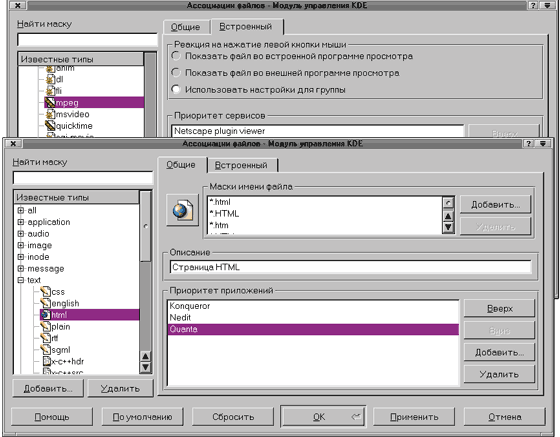 Ассоциации файлов - Модуль управления KDE
Найти маску
Общие
Встроенный
Реакция на нажатие левой кнопки мыши
Показать файл во встроенной программе просмотра
Показать файл во внешней программе просмотра
Использовать настройки для группы
Известные типы
anim
dl
fli
mpeg
msvideo
quicktime
Приоритет сервисов
Netscape plugin viewer
Вверх
Ассоциации файлов - Модуль управления KDE
Найти маску
Общие
Встроенный
Маски имени файла
*.html
*.HTML
*.htm
Добавить...
Удалить
Известные типы
all
application
audio
image
inode
message
text
css
english
html
plain
rtf
sgml
x-c++hdr
x-c++src
Описание
Страница HTML
Приоритет приложений
Konqueror
Nedit
Quanta
Вверх
Вниз
Добавить...
Удалить
Добавить...
Удалить
Помощь
По умолчанию
Сбросить
OK
Применить
Отмена